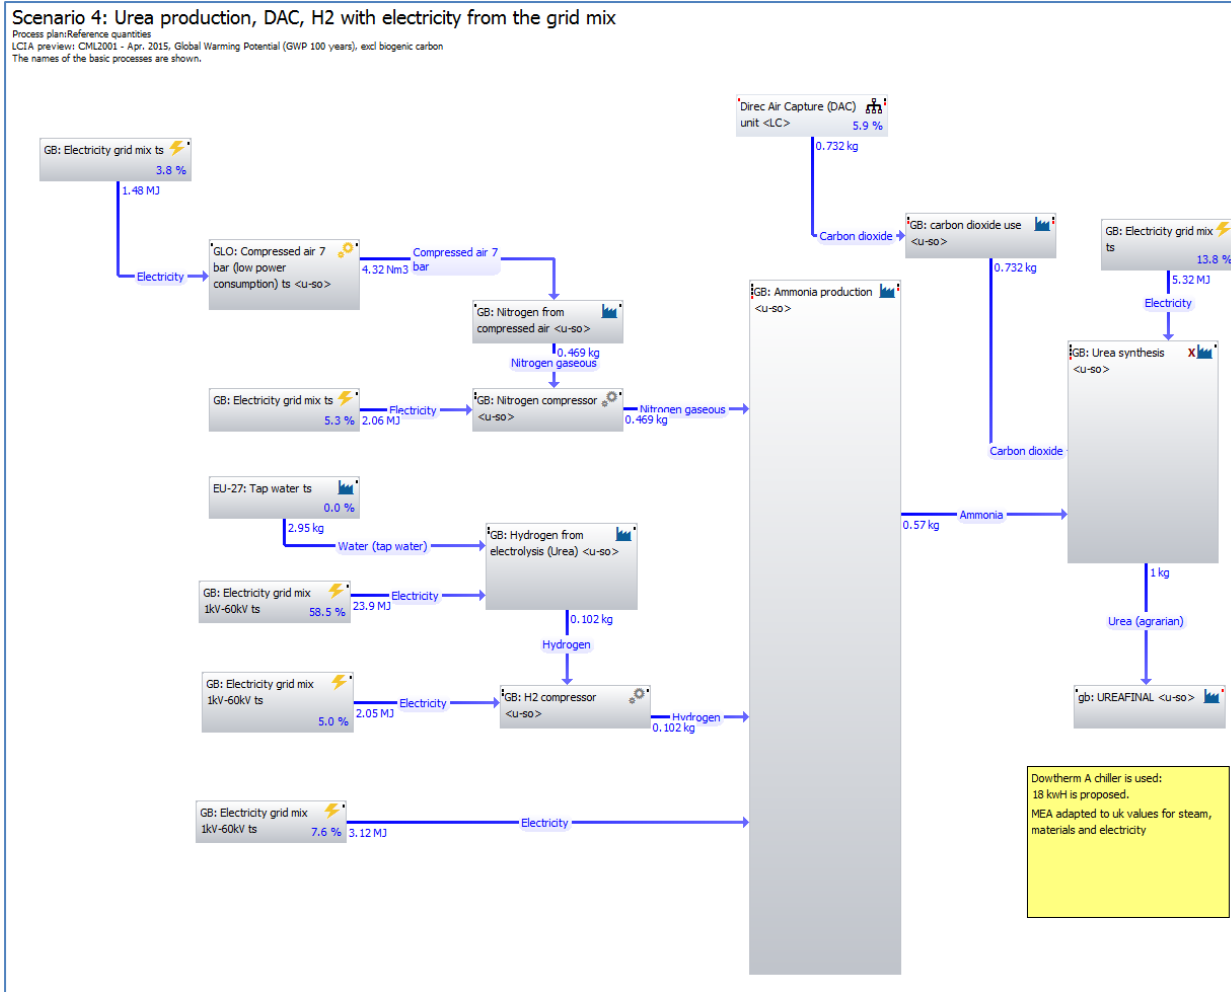 Scenario 4: Urea production, DAC, H2 with electricity from the grid mix
Process plan:Reference quantities
LCIA preview: CML2001 - Apr. 2015, Global Warming Potential (GWP 100 years), excl biogenic carbon
The names of the basic processes are shown.
Direc Air Capture (DAC)
unit <LC>
5.9 %
0.732 kg
GB: Electricity grid mix ts
3.8 %
1.48 MJ
Electricity
GLO: Compressed air 7
bar (low power
consumption) ts <u-so>
4.32 Nm3
Compressed air 7
bar
Carbon dioxide
GB: carbon dioxide use
<u-so>
0.732 kg
GB: Electricity grid mix
ts
13.8 %
5.32 MJ
Electricity
GB: Nitrogen from
compressed air <u-so>
0.469 kg
Nitrogen gaseous
GB: Electricity grid mix ts
5.3 %
2.06 MJ
Electricity
GB: Nitrogen compressor
<u-so>
Nitrogen gaseous
0.469 kg
GB: Ammonia production
<u-so>
GB: Urea synthesis
X
<u-so>
Carbon dioxide
EU-27: Tap water ts
0.0 %
2.95 kg
Water (tap water)
GB: Hydrogen from
electrolysis (Urea) <u-so>
GB: Electricity grid mix
1kV-60kV ts
58.5 %
23.9 MJ
Electricity
0.102 kg
Hydrogen
Ammonia
0.57 kg
1 kg
Urea (agrarian)
GB: Electricity grid mix
1kV-60kV ts
5.0 %
2.05 MJ
Electricity
GB: H2 compressor
<u-so>
Hydrogen
0.102 kg
gb: UREAFINAL <u-so>
GB: Electricity grid mix
1kV-60kV ts
7.6 %
3.12 MJ
Electricity
Dowtherm A chiller is used:
18 kwH is proposed.
MEA adapted to uk values for steam,
materials and electricity